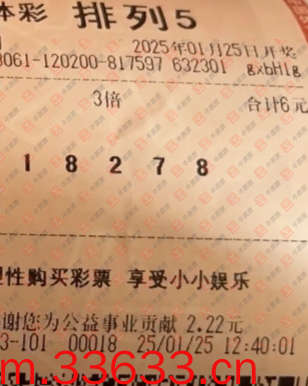 体彩 排列5
2025年01月25日开奖
8061-120200-817597 632301 gxbHlg
3倍 合计6元
1 8 2 7 8
理性购买彩票 享受小小娱乐
谢您为公益事业贡献 2.22元
3-101 00018 25/01/25 12:40:01
m.33633.cn